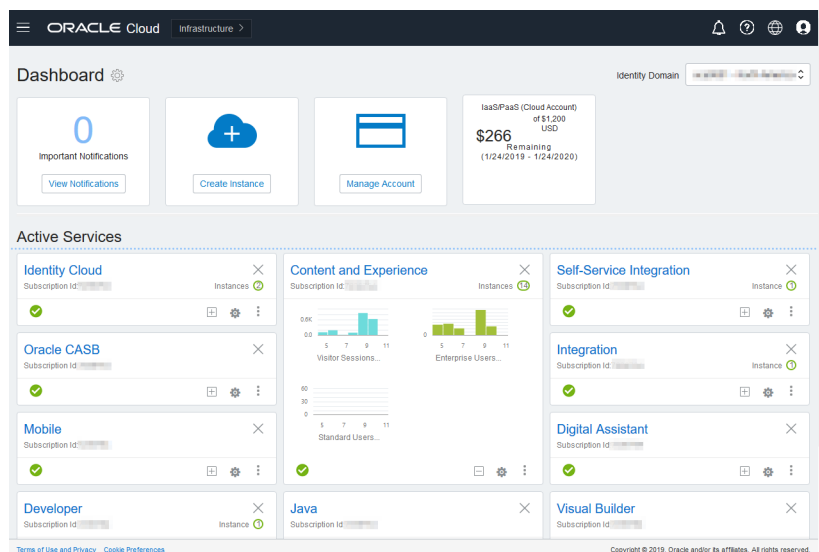 ORACLE Cloud Infrastructure >
Dashboard
Identity Domain
0
Important Notifications
View Notifications
Create Instance
Manage Account
IaaS/PaaS (Cloud Account)
$266 of $1,200 USD
Remaining
(1/24/2019 - 1/24/2020)
Active Services
Identity Cloud
Subscription Id:
Instances 2
Content and Experience
Subscription Id:
Instances 14
0.8K
0.0
5 7 9 11
Visitor Sessions...
0
5 7 9 11
Enterprise Users...
60
30
0
5 7 9 11
Standard Users...
Self-Service Integration
Subscription Id:
Instance 1
Oracle CASB
Subscription Id:
Integration
Subscription Id:
Instance 1
Mobile
Subscription Id:
Digital Assistant
Subscription Id:
Developer
Subscription Id:
Instance 1
Java
Subscription Id:
Visual Builder
Subscription Id:
Terms of Use and Privacy Cookie Preferences
Copyright © 2019, Oracle and/or its affiliates. All rights reserved.